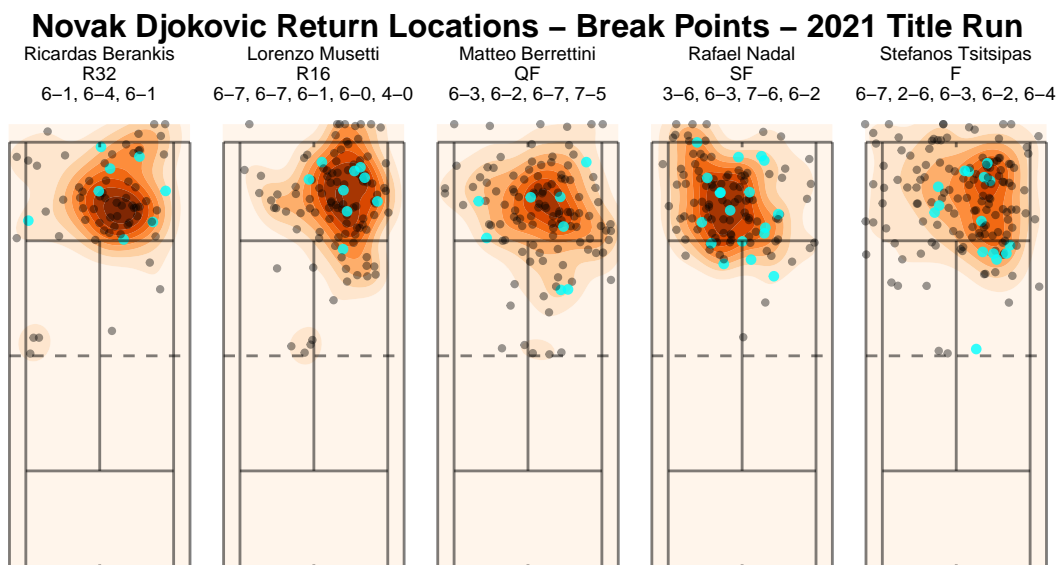 Novak Djokovic Return Locations – Break Points – 2021 Title Run
Ricardas Berankis
R32
6–1, 6–4, 6–1
Lorenzo Musetti
R16
6–7, 6–7, 6–1, 6–0, 4–0
Matteo Berrettini
QF
6–3, 6–2, 6–7, 7–5
Rafael Nadal
SF
3–6, 6–3, 7–6, 6–2
Stefanos Tsitsipas
F
6–7, 2–6, 6–3, 6–2, 6–4